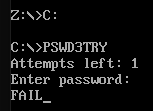 Z:\>C:
C:\>PSWD3TRY
Attempts left: 1
Enter password:
FAIL_